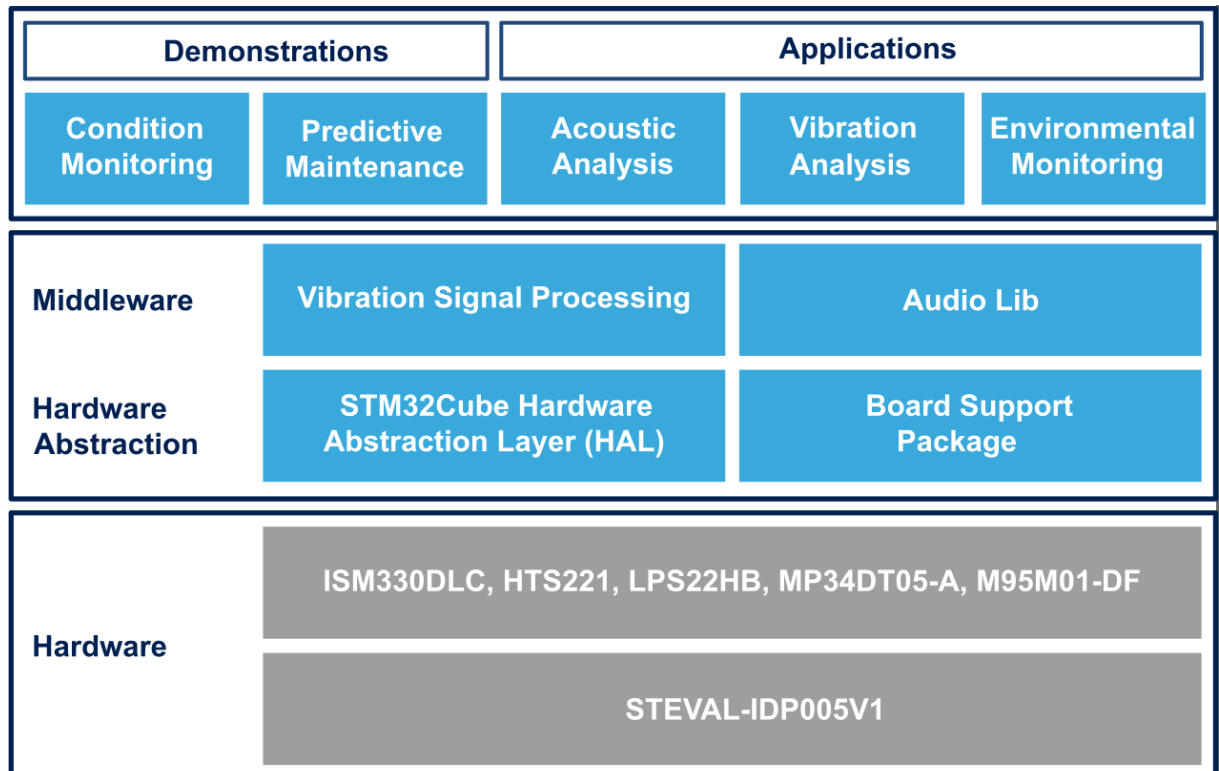 Demonstrations
Applications
Condition
Monitoring
Predictive
Maintenance
Acoustic
Analysis
Vibration
Analysis
Environmental
Monitoring
Middleware
Vibration Signal Processing
Audio Lib
Hardware
Abstraction
STM32Cube Hardware
Abstraction Layer (HAL)
Board Support
Package
Hardware
ISM330DLC, HTS221, LPS22HB, MP34DT05-A, M95M01-DF
STEVAL-IDP005V1